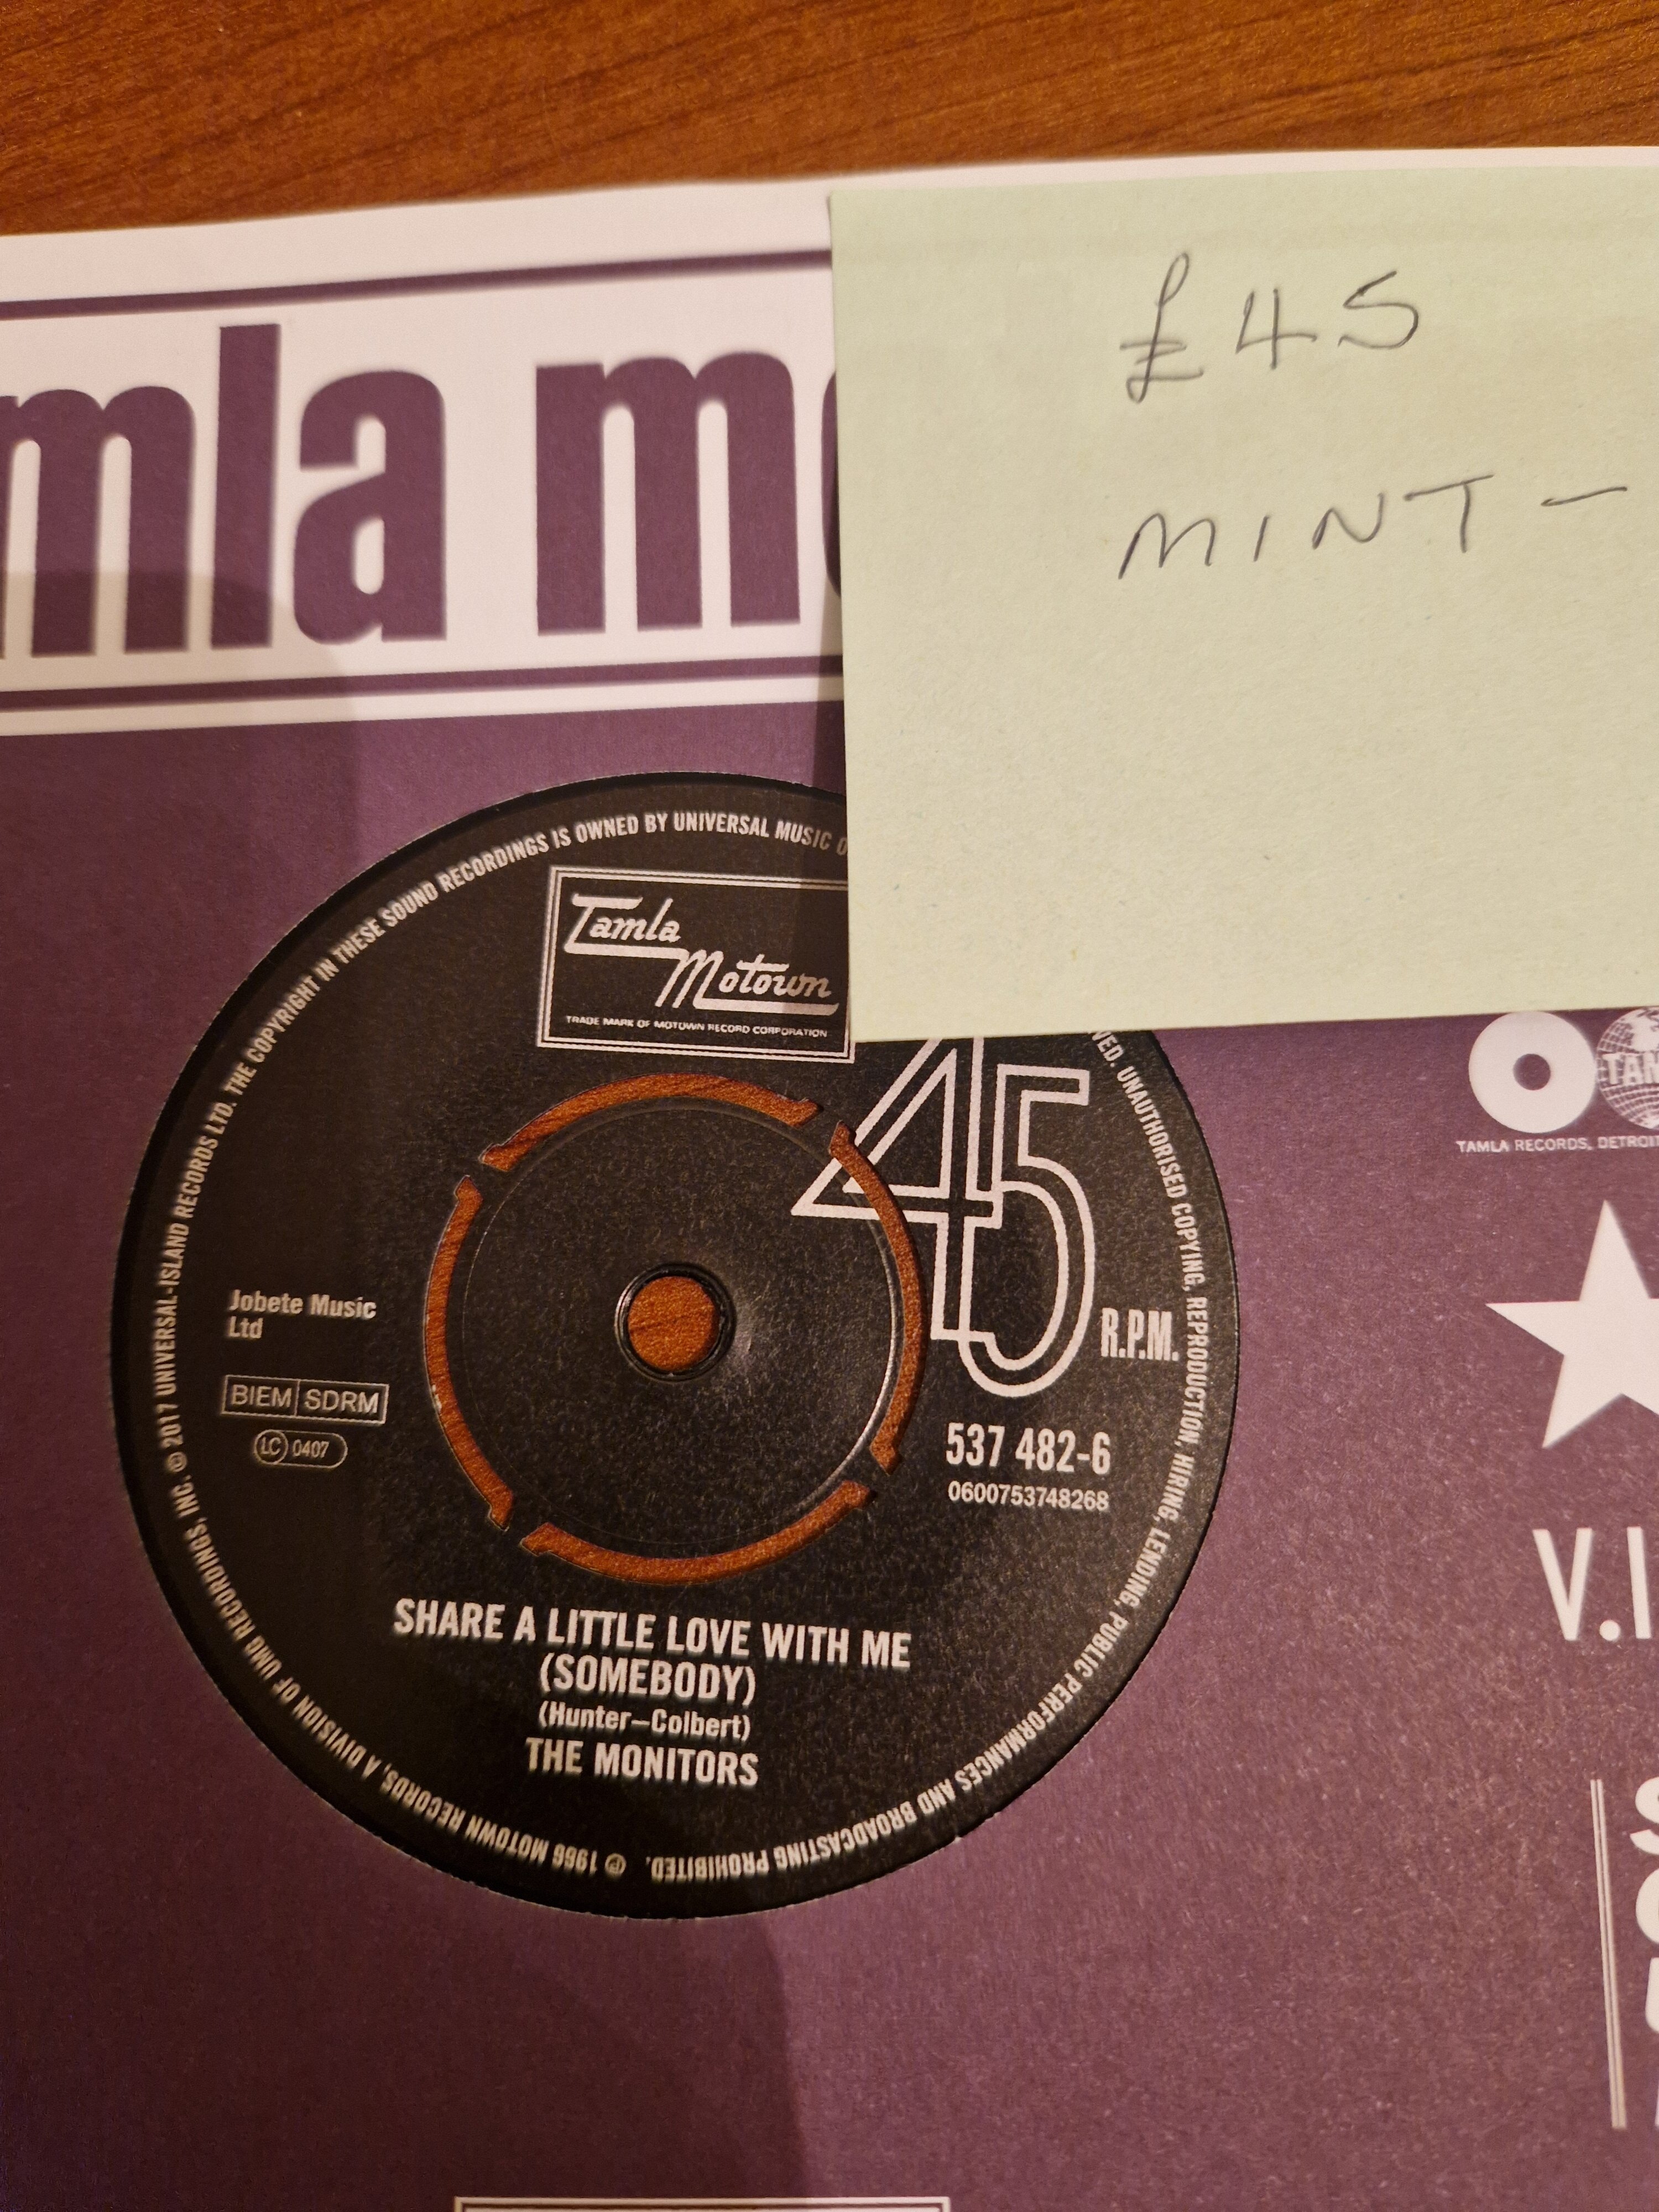 £45
MINT-
mla m
THE COPYRIGHT IN THESE SOUND RECORDINGS IS OWNED BY UNIVERSAL MUSIC O
VED. UNAUTHORISED COPYING, REPRODUCTION, HIRING, LENDING, PUBLIC PERFORMANCES AND BROADCASTING PROHIBITED.
℗ 1966 MOTOWN RECORDS, A DIVISION OF UMG RECORDINGS, INC. © 2017 UNIVERSAL-ISLAND RECORDS LTD.
Tamla
Motown
TRADE MARK OF MOTOWN RECORD CORPORATION
45
R.P.M.
Jobete Music
Ltd
BIEM SDRM
LC 0407
537 482-6
0600753748268
SHARE A LITTLE LOVE WITH ME
(SOMEBODY)
(Hunter–Colbert)
THE MONITORS
TAM
TAMLA RECORDS, DETROIT
V.I